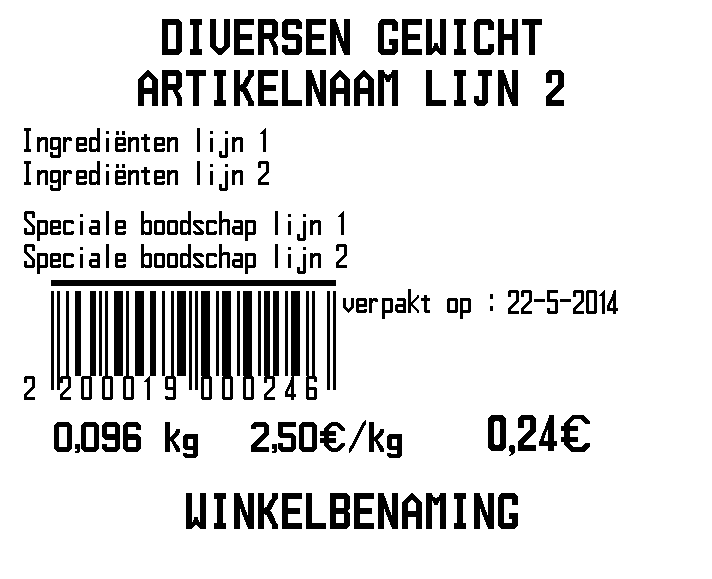 DIVERSEN GEWICHT
ARTIKELNAAM LIJN 2
Ingrediënten lijn 1
Ingrediënten lijn 2
Speciale boodschap lijn 1
Speciale boodschap lijn 2
verpakt op : 22-5-2014
2 200019 000246
0,096 kg 2,50€/kg 0,24€
WINKELBENAMING